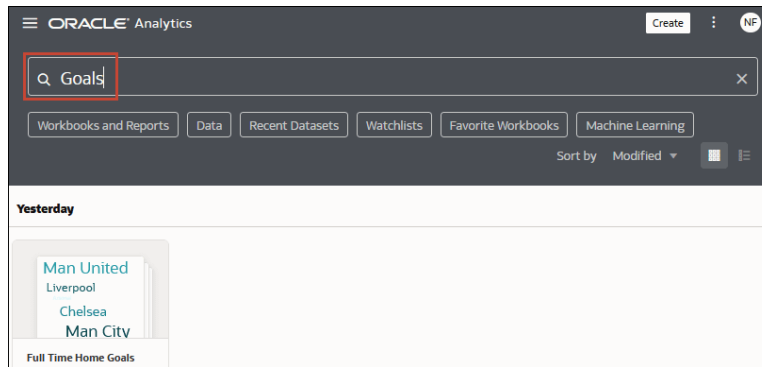 ORACLE Analytics
Create
NF
Goals
Workbooks and Reports Data Recent Datasets Watchlists Favorite Workbooks Machine Learning
Sort by Modified
Yesterday
Man United
Liverpool
Chelsea
Man City
Full Time Home Goals